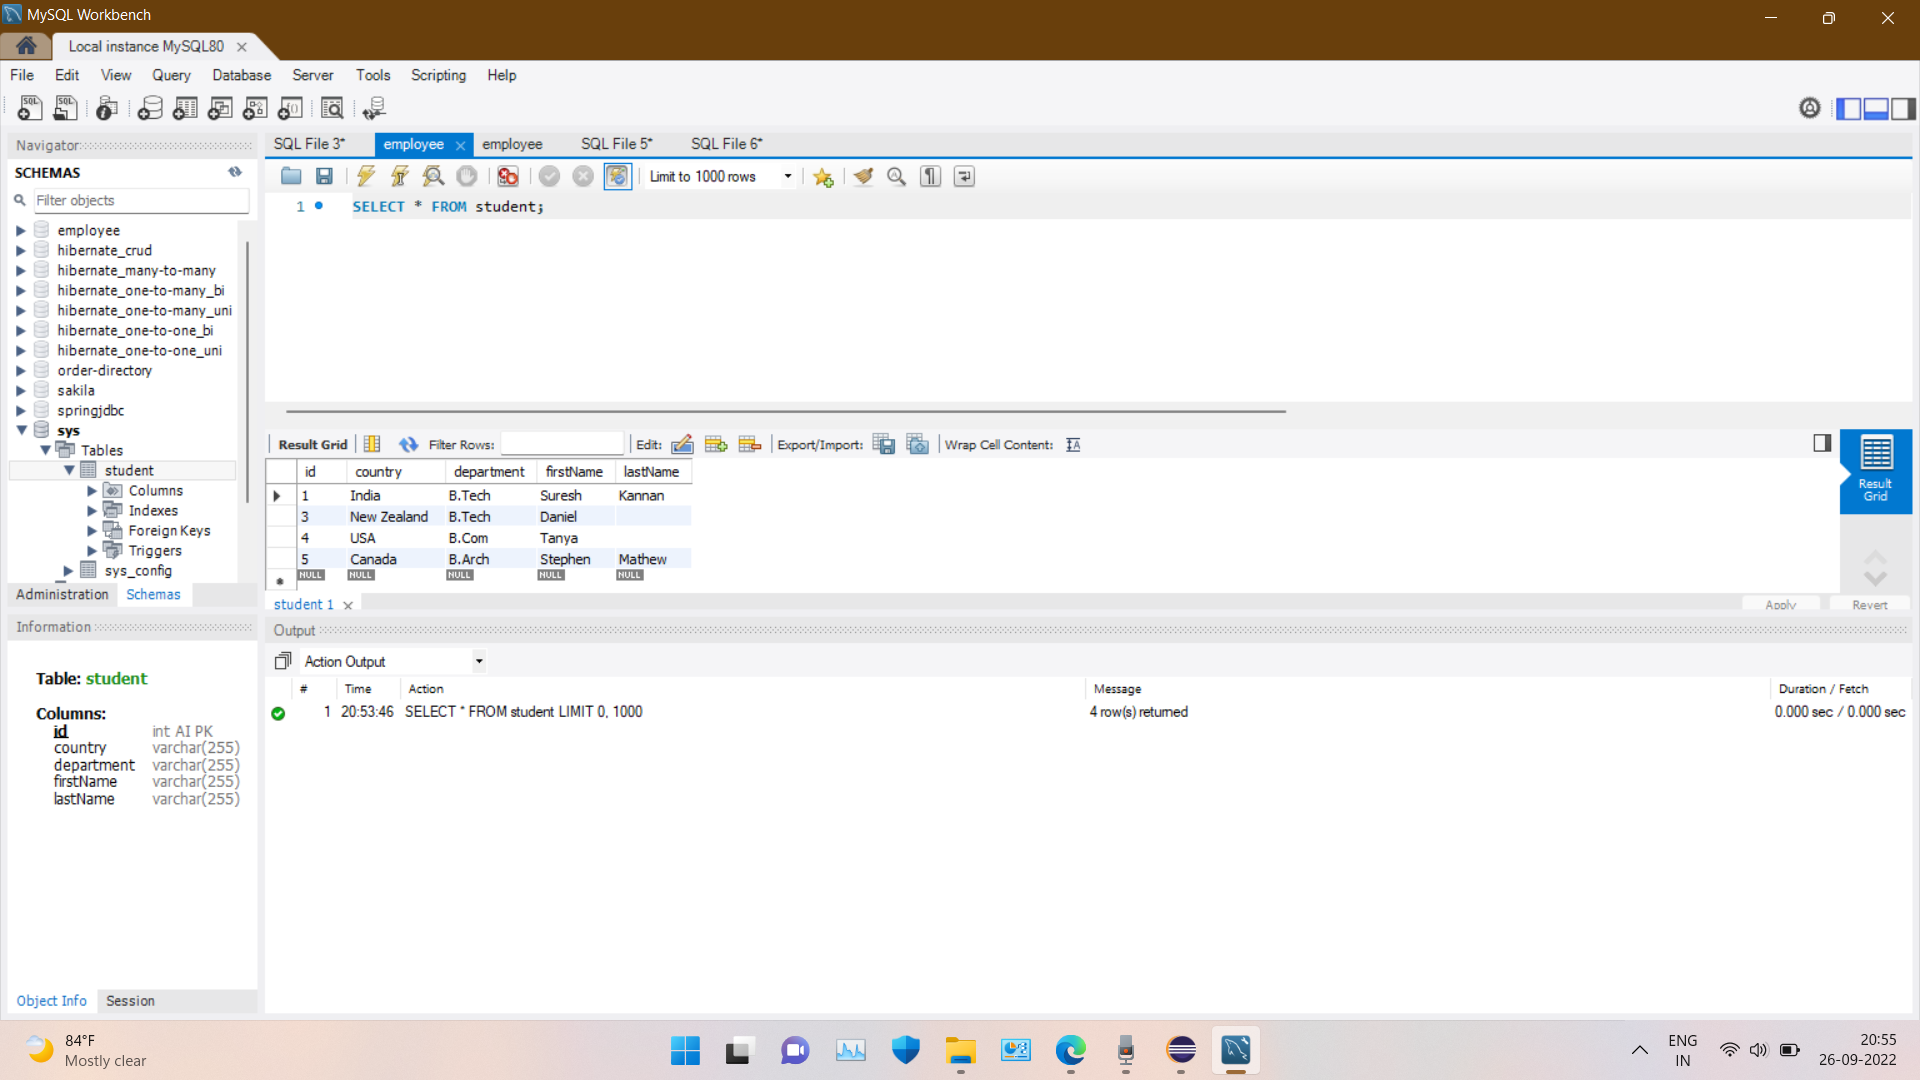 MySQL Workbench
Local instance MySQL80
File Edit View Query Database Server Tools Scripting Help
Navigator
SCHEMAS
Filter objects
employee
hibernate_crud
hibernate_many-to-many
hibernate_one-to-many_bi
hibernate_one-to-many_uni
hibernate_one-to-one_bi
hibernate_one-to-one_uni
order-directory
sakila
springjdbc
sys
Tables
student
Columns
Indexes
Foreign Keys
Triggers
sys_config
Administration Schemas
Information
Table: student
Columns:
id int AI PK
country varchar(255)
department varchar(255)
firstName varchar(255)
lastName varchar(255)
Object Info Session
SQL File 3* employee employee SQL File 5* SQL File 6*
Limit to 1000 rows
1 SELECT * FROM student;
Result Grid Filter Rows: Edit: Export/Import: Wrap Cell Content:
id country department firstName lastName
1 India B.Tech Suresh Kannan
3 New Zealand B.Tech Daniel
4 USA B.Com Tanya
5 Canada B.Arch Stephen Mathew
NULL NULL NULL NULL NULL
Result
Grid
student 1 Apply Revert
Output
Action Output
# Time Action Message Duration / Fetch
1 20:53:46 SELECT * FROM student LIMIT 0, 1000 4 row(s) returned 0.000 sec / 0.000 sec
84°F
Mostly clear
ENG
IN
20:55
26-09-2022